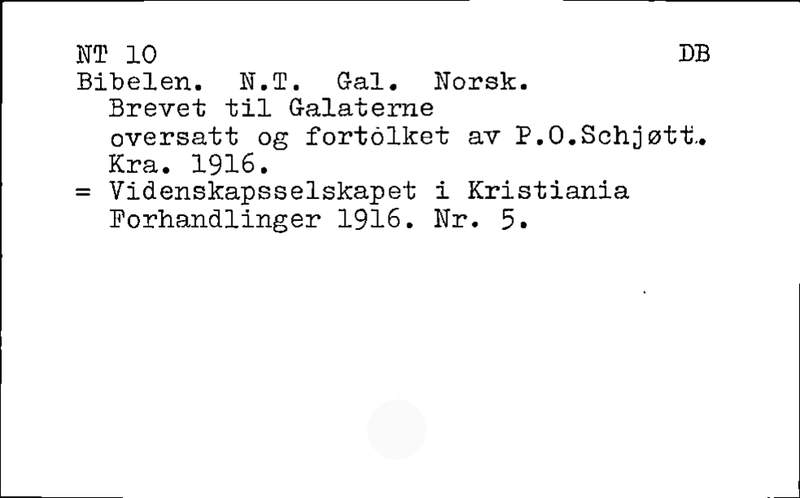 NT 10 DB
Bibelen. N.T. Gal. Norsk.
Brevet til Galaterne
oversatt og fortolket av P.O.Schjøtt.
Kra. 1916.
= Videnskapsselskapet i Kristiania
Forhandlinger 1916. Nr. 5.